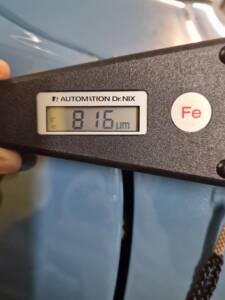 AUTOMATION DR.NIX
816 µm
Fe